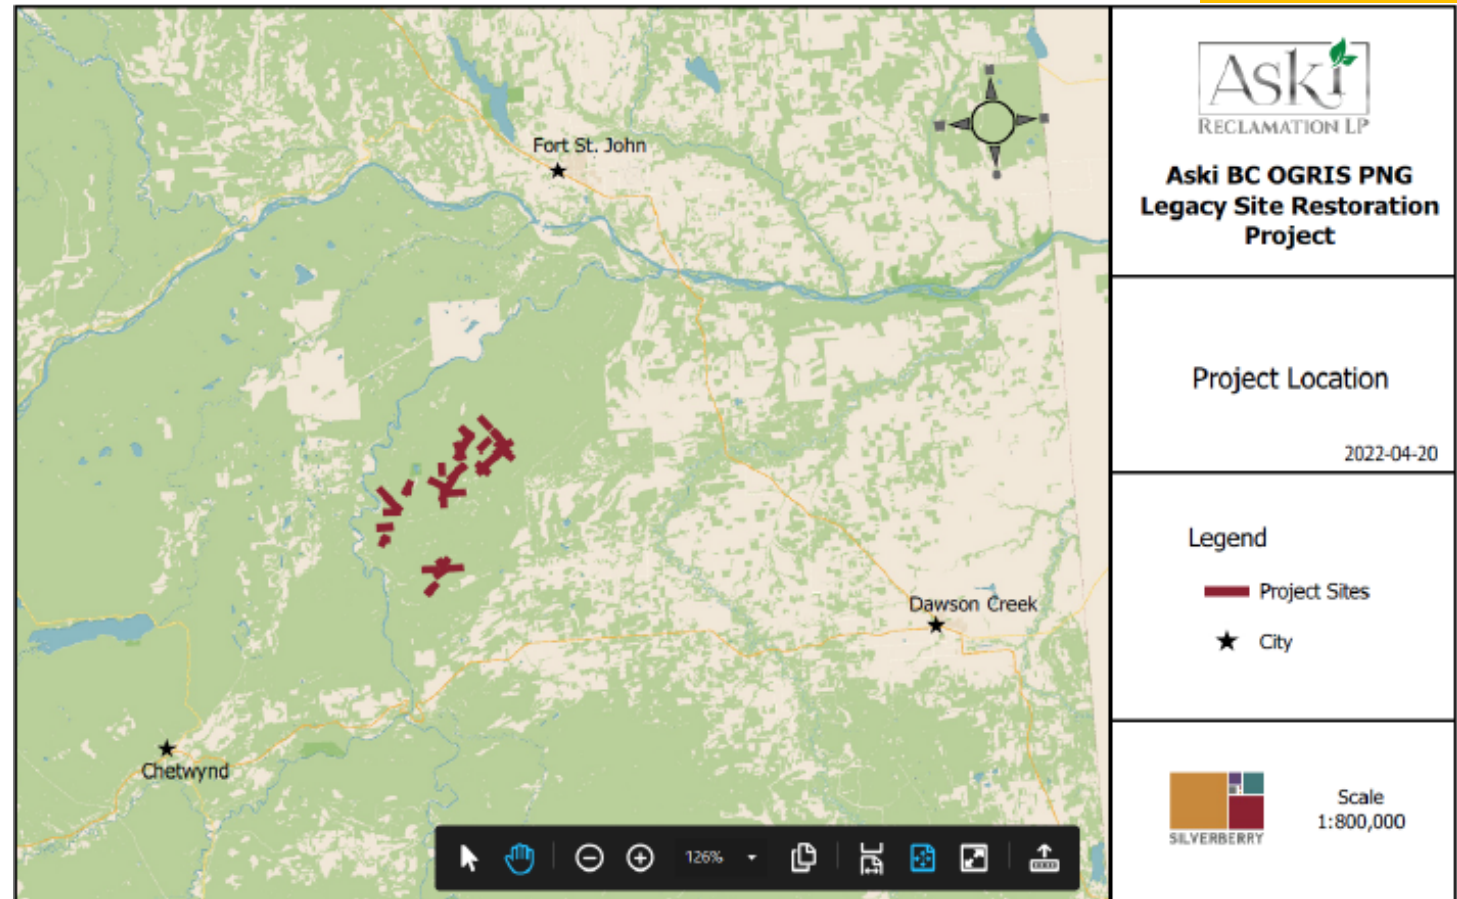 Fort St. John
Dawson Creek
Chetwynd
Aski
RECLAMATION LP
Aski BC OGRIS PNG
Legacy Site Restoration
Project
Project Location
2022-04-20
Legend
Project Sites
City
SILVERBERRY
Scale
1:800,000
126%